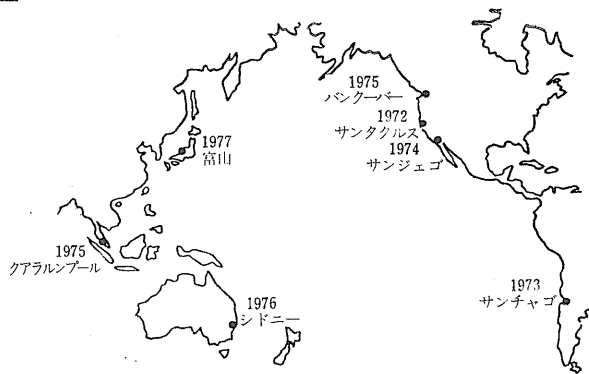 1975
バンクーバー
1972
サンタクルス
1974
サンジェゴ
1977
富山
1975
クアラルンプール
1976
シドニー
1973
サンチャゴ